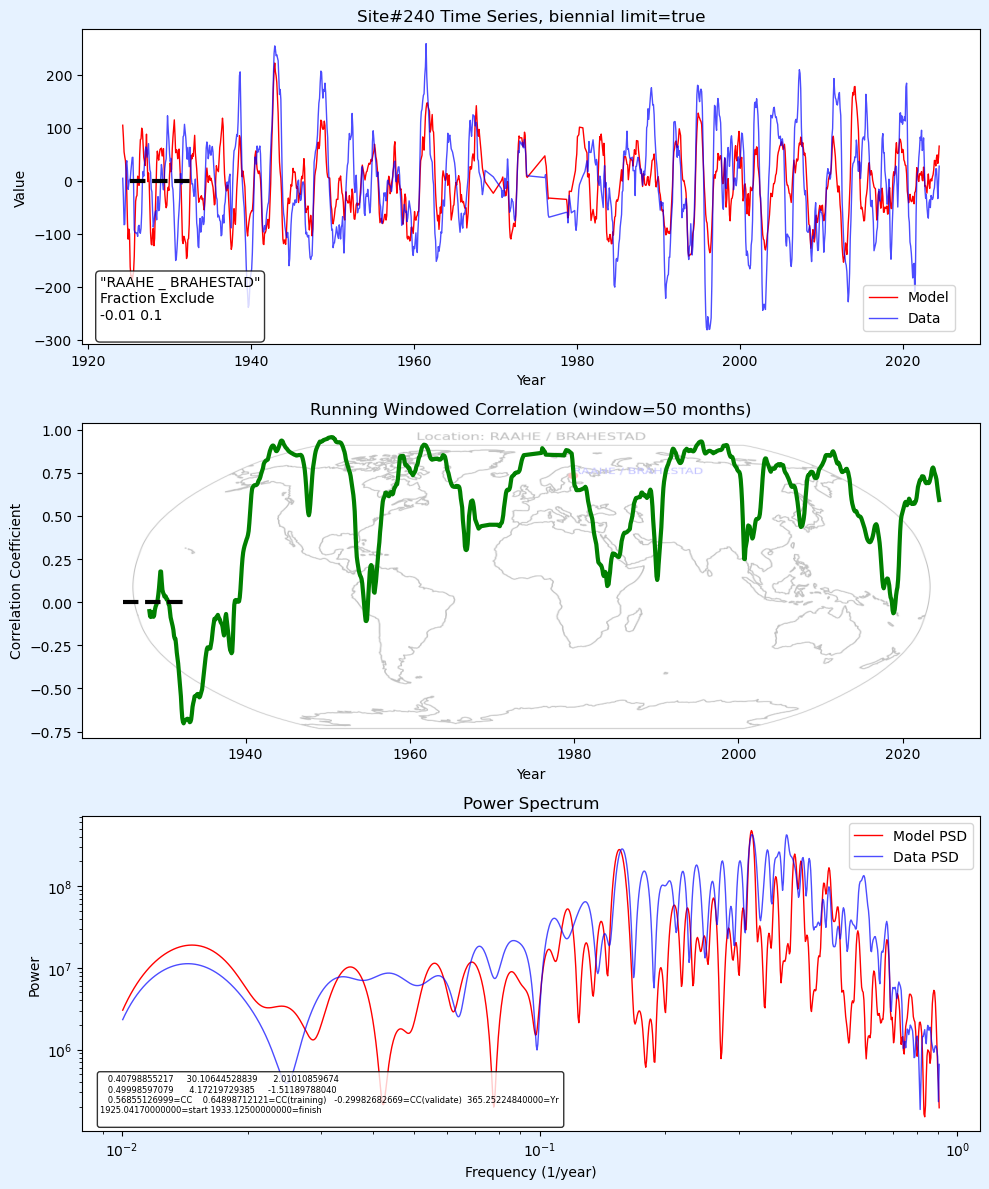 Site#240 Time Series, biennial limit=true
Value
200
100
0
−100
−200
−300
"RAAHE _ BRAHESTAD"
Fraction Exclude
-0.01 0.1
Model
Data
1920
1940
1960
1980
2000
2020
Year
Running Windowed Correlation (window=50 months)
Location: RAAHE / BRAHESTAD
RAAHE / BRAHESTAD
Correlation Coefficient
1.00
0.75
0.50
0.25
0.00
−0.25
−0.50
−0.75
1940
1960
1980
2000
2020
Year
Power Spectrum
Model PSD
Data PSD
Power
10⁸
10⁷
10⁶
0.40798855217 30.10644528839 2.01010859674
0.49998597079 4.17219729385 -1.51189788040
0.56855126999=CC 0.64898712121=CC(training) -0.29982682669=CC(validate) 365.25224840000=Yr
1925.04170000000=start 1933.12500000000=finish
10⁻²
10⁻¹
10⁰
Frequency (1/year)